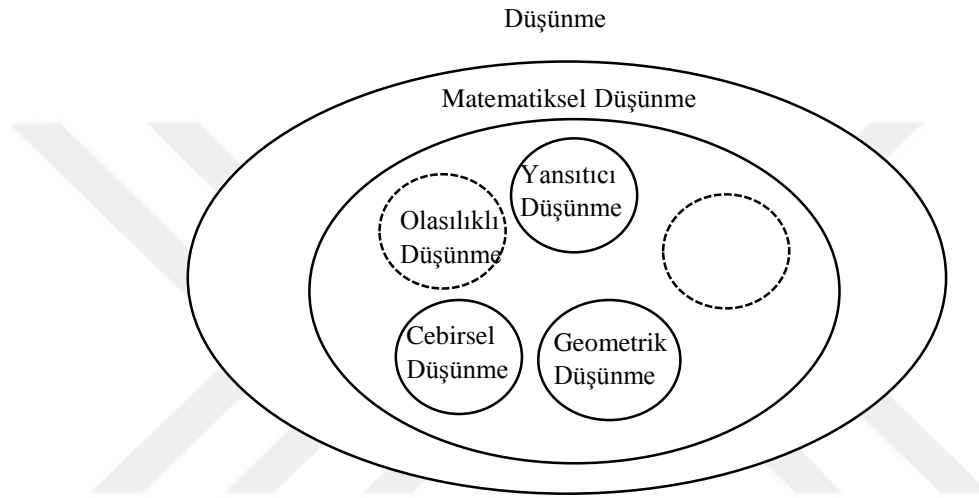 Düşünme
Matematiksel Düşünme
Yansıtıcı
Düşünme
Olasılıklı
Düşünme
Cebirsel
Düşünme
Geometrik
Düşünme